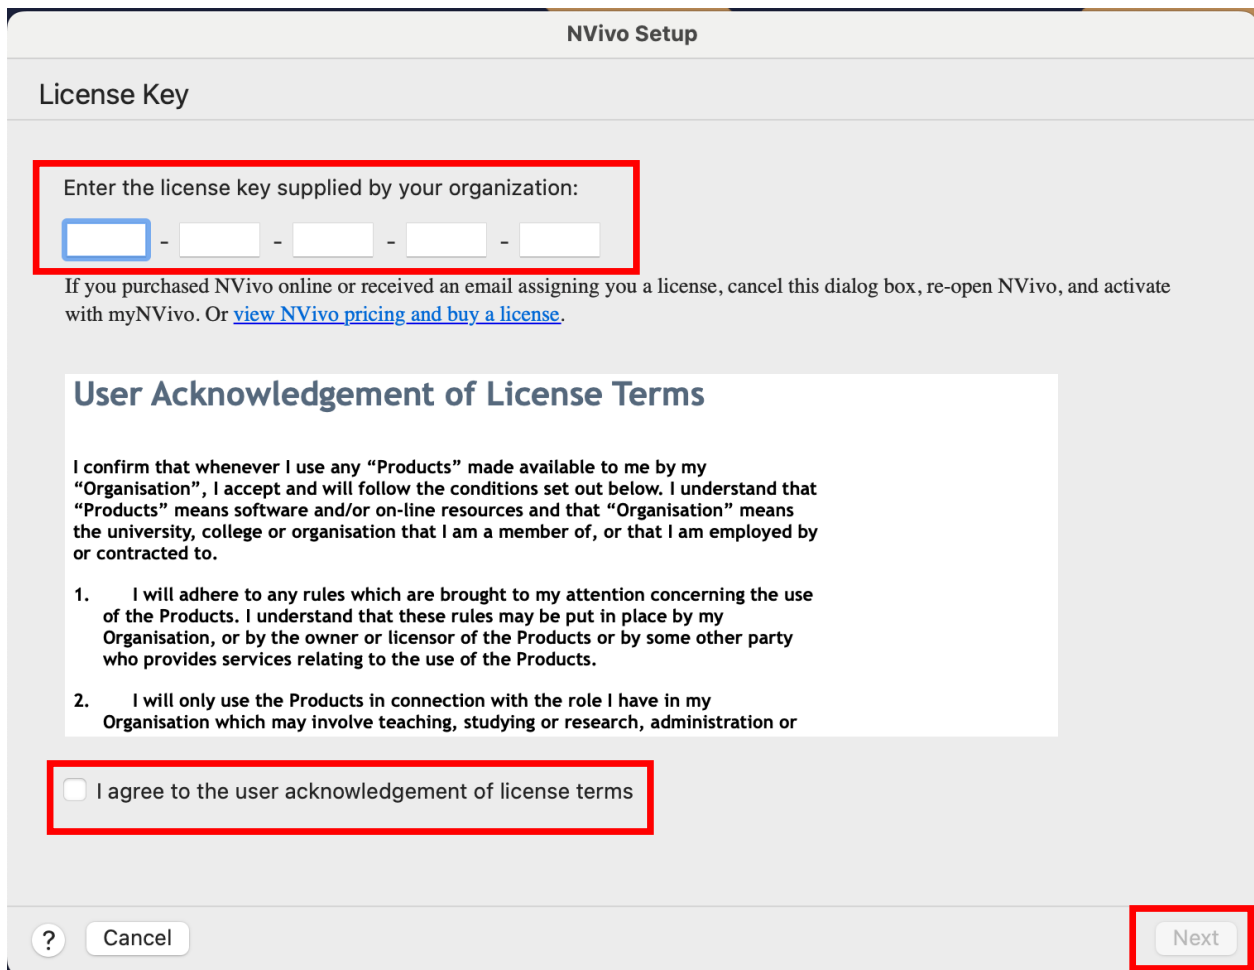 NVivo Setup
License Key
Enter the license key supplied by your organization:
- - - -
If you purchased NVivo online or received an email assigning you a license, cancel this dialog box, re-open NVivo, and activate
with myNVivo. Or view NVivo pricing and buy a license.
User Acknowledgement of License Terms
I confirm that whenever I use any “Products” made available to me by my
“Organisation”, I accept and will follow the conditions set out below. I understand that
“Products” means software and/or on-line resources and that “Organisation” means
the university, college or organisation that I am a member of, or that I am employed by
or contracted to.
1. I will adhere to any rules which are brought to my attention concerning the use
of the Products. I understand that these rules may be put in place by my
Organisation, or by the owner or licensor of the Products or by some other party
who provides services relating to the use of the Products.
2. I will only use the Products in connection with the role I have in my
Organisation which may involve teaching, studying or research, administration or
I agree to the user acknowledgement of license terms
? Cancel Next